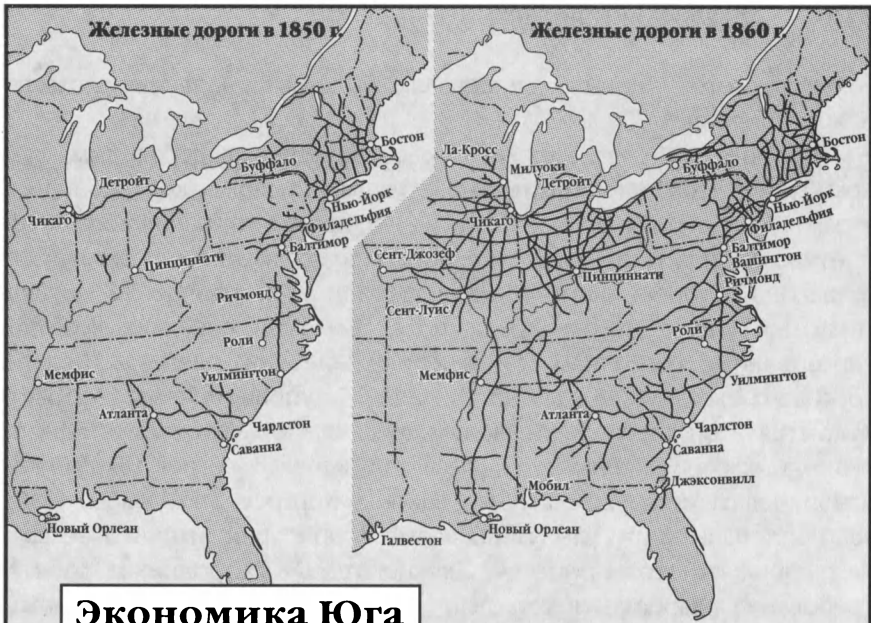 Железные дороги в 1850 г.
Бостон
Буффало
Детройт
Нью-Йорк
Чикаго
Филадельфия
Балтимор
Цинциннати
Ричмонд
Роли
Мемфис
Уилмингтон
Атланта
Чарлстон
Саванна
Новый Орлеан
Железные дороги в 1860 г.
Ла-Кросс
Милуоки
Бостон
Буффало
Детройт
Нью-Йорк
Чикаго
Филадельфия
Балтимор
Вашингтон
Сент-Джозеф
Цинциннати
Ричмонд
Сент-Луис
Роли
Мемфис
Уилмингтон
Атланта
Чарлстон
Саванна
Мобил
Джэксонвилл
Новый Орлеан
Галвестон
Экономика Юга